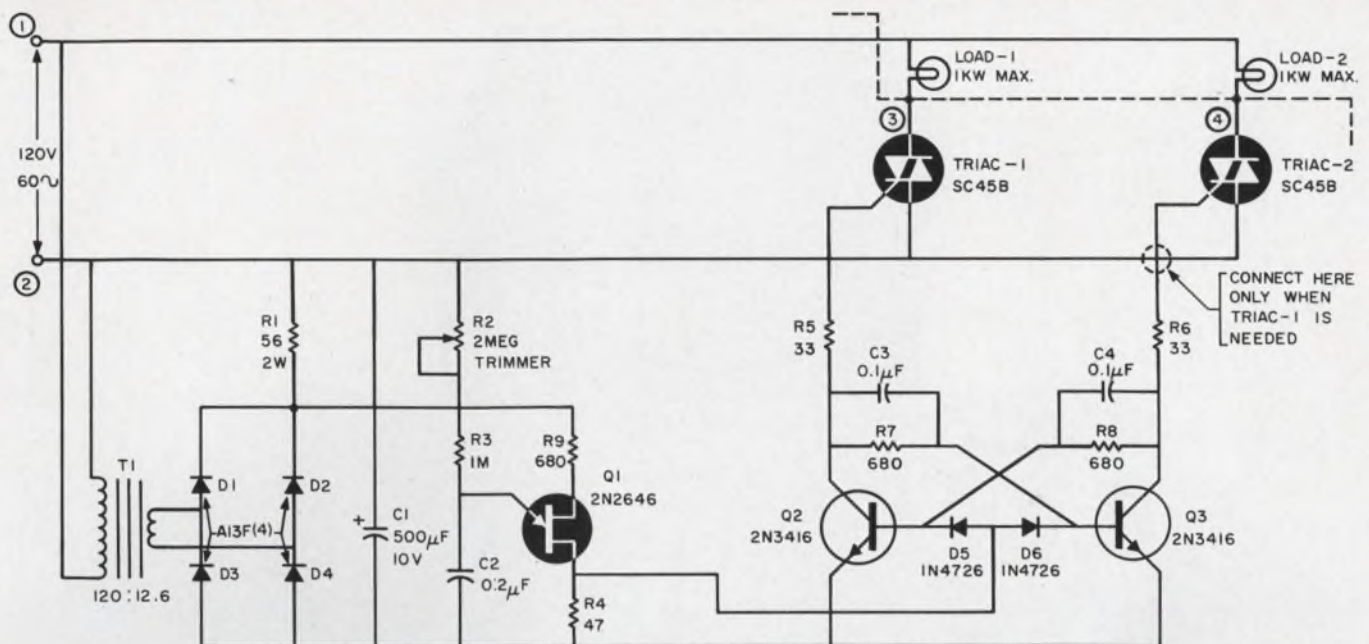 1
LOAD-1
1KW MAX.
LOAD-2
1KW MAX.
3
4
120V
60~
TRIAC-1
SC45B
TRIAC-2
SC45B
2
CONNECT HERE
ONLY WHEN
TRIAC-1 IS
NEEDED
R1
56
2W
R2
2MEG
TRIMMER
R5
33
R6
33
C3
0.1μF
C4
0.1μF
R3
1M
R9
680
R7
680
R8
680
T1
D1
D2
Q1
2N2646
A13F(4)
+
C1
500μF
10V
Q2
2N3416
Q3
2N3416
D5
1N4726
D6
1N4726
D3
D4
C2
0.2μF
120:12.6
R4
47